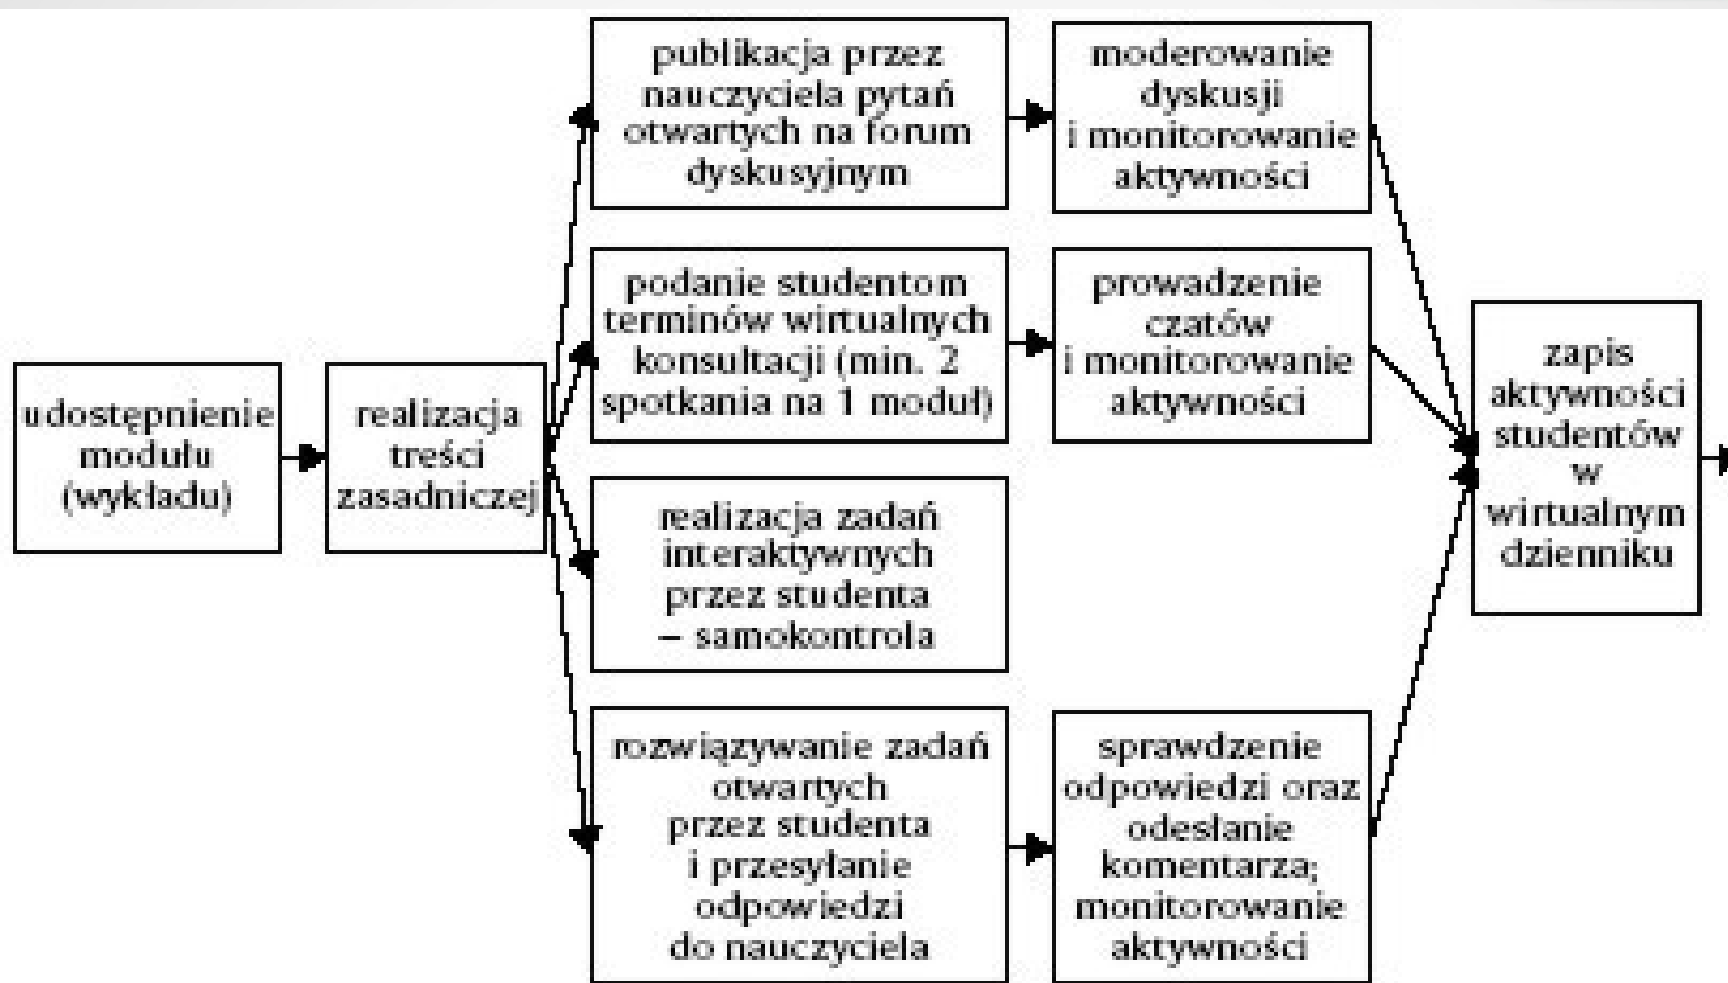 udostępnienie
modułu
(wykładu)
realizacja
treści
zasadniczej
publikacja przez
nauczyciela pytań
otwartych na forum
dyskusyjnym
moderowanie
dyskusji
i monitorowanie
aktywności
podanie studentom
terminów wirtualnych
konsultacji (min. 2
spotkania na 1 moduł)
prowadzenie
czatów
i monitorowanie
aktywności
realizacja zadań
interaktywnych
przez studenta
– samokontrola
rozwiązywanie zadań
otwartych
przez studenta
i przesyłanie
odpowiedzi
do nauczyciela
sprawdzenie
odpowiedzi oraz
odesłanie
komentarza;
monitorowanie
aktywności
zapis
aktywności
studentów
w
wirtualnym
dzienniku